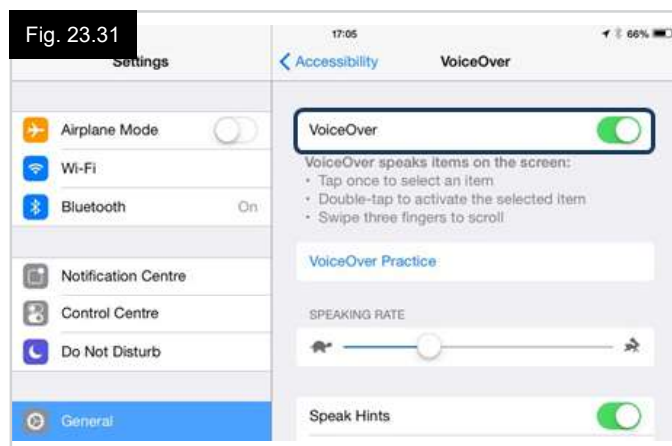 Fig. 23.31
17:05
66%
Settings
Accessibility
VoiceOver
Airplane Mode
Wi-Fi
Bluetooth On
Notification Centre
Control Centre
Do Not Disturb
General
VoiceOver
VoiceOver speaks items on the screen:
• Tap once to select an item
• Double-tap to activate the selected item
• Swipe three fingers to scroll
VoiceOver Practice
SPEAKING RATE
Speak Hints